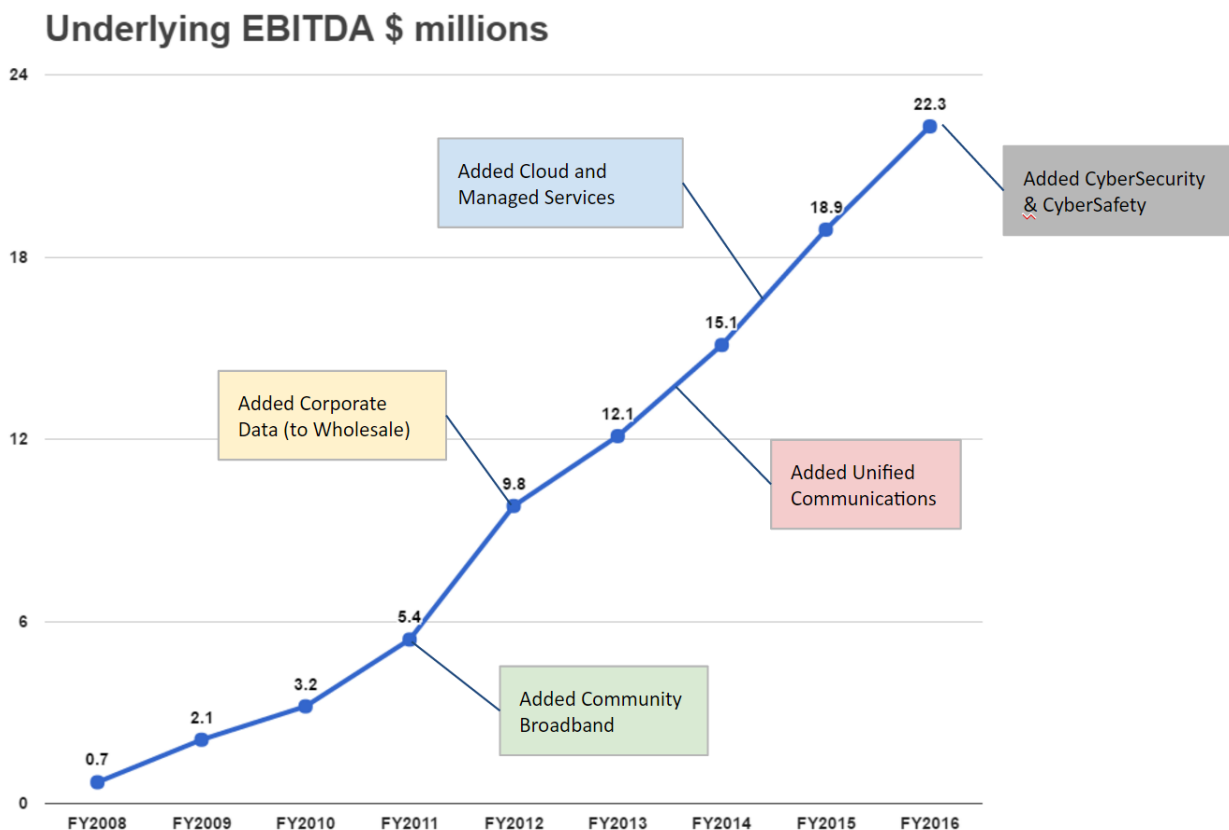 Underlying EBITDA $ millions
24
22.3
Added Cloud and
Managed Services
Added CyberSecurity
& CyberSafety
18.9
18
15.1
Added Corporate
Data (to Wholesale)
12.1
12
Added Unified
Communications
9.8
6
5.4
Added Community
Broadband
3.2
2.1
0.7
0
FY2008 FY2009 FY2010 FY2011 FY2012 FY2013 FY2014 FY2015 FY2016